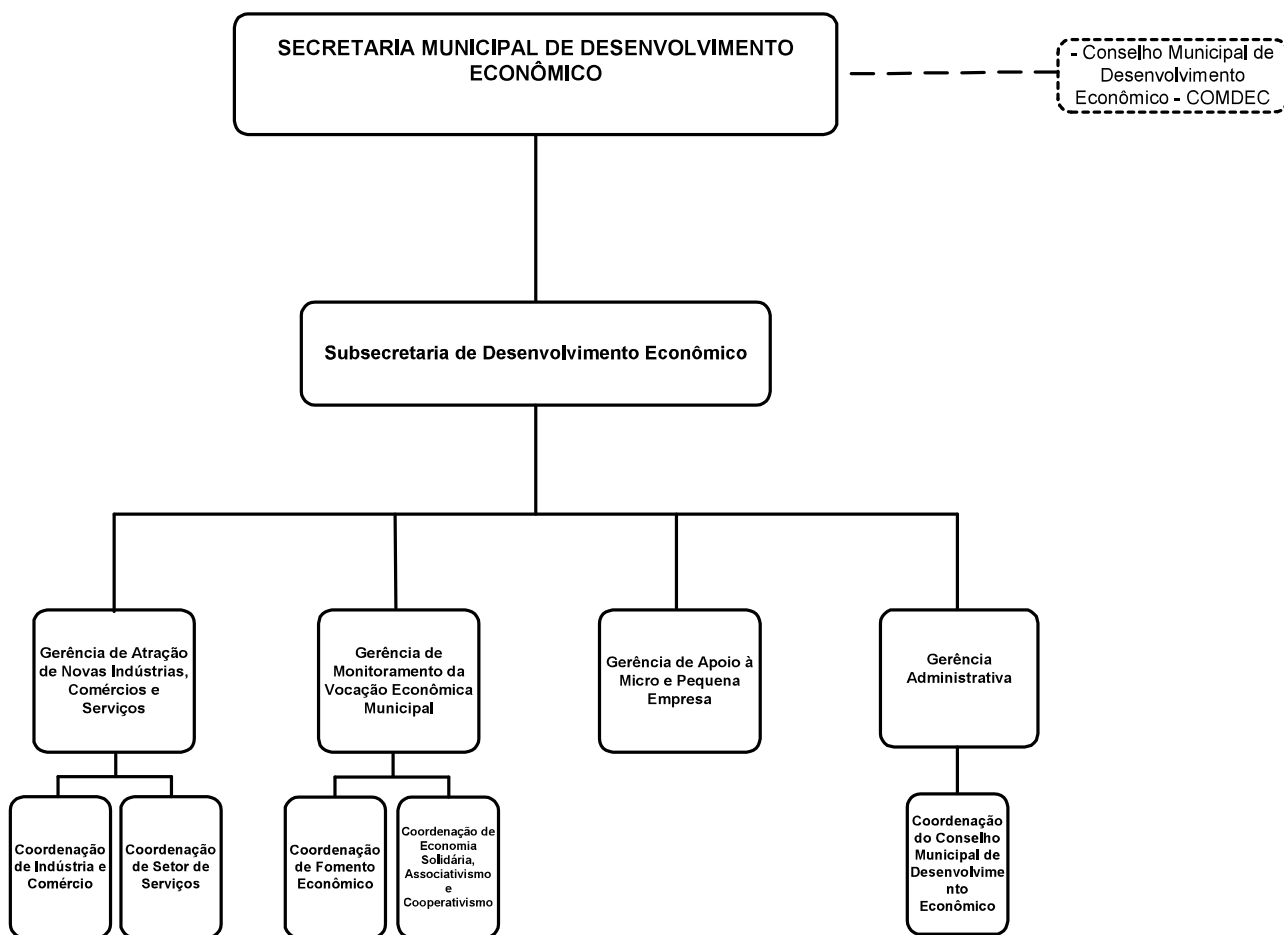 SECRETARIA MUNICIPAL DE DESENVOLVIMENTO
ECONÔMICO
- Conselho Municipal de
Desenvolvimento
Econômico - COMDEC
Subsecretaria de Desenvolvimento Econômico
Gerência de Atração
de Novas Indústrias,
Comércios e
Serviços
Gerência de
Monitoramento da
Vocação Econômica
Municipal
Gerência de Apoio à
Micro e Pequena
Empresa
Gerência
Administrativa
Coordenação
de Indústria e
Comércio
Coordenação
de Setor de
Serviços
Coordenação
de Fomento
Econômico
Coordenação de
Economia
Solidária,
Associativismo
e
Cooperativismo
Coordenação
do Conselho
Municipal de
Desenvolvime
nto
Econômico